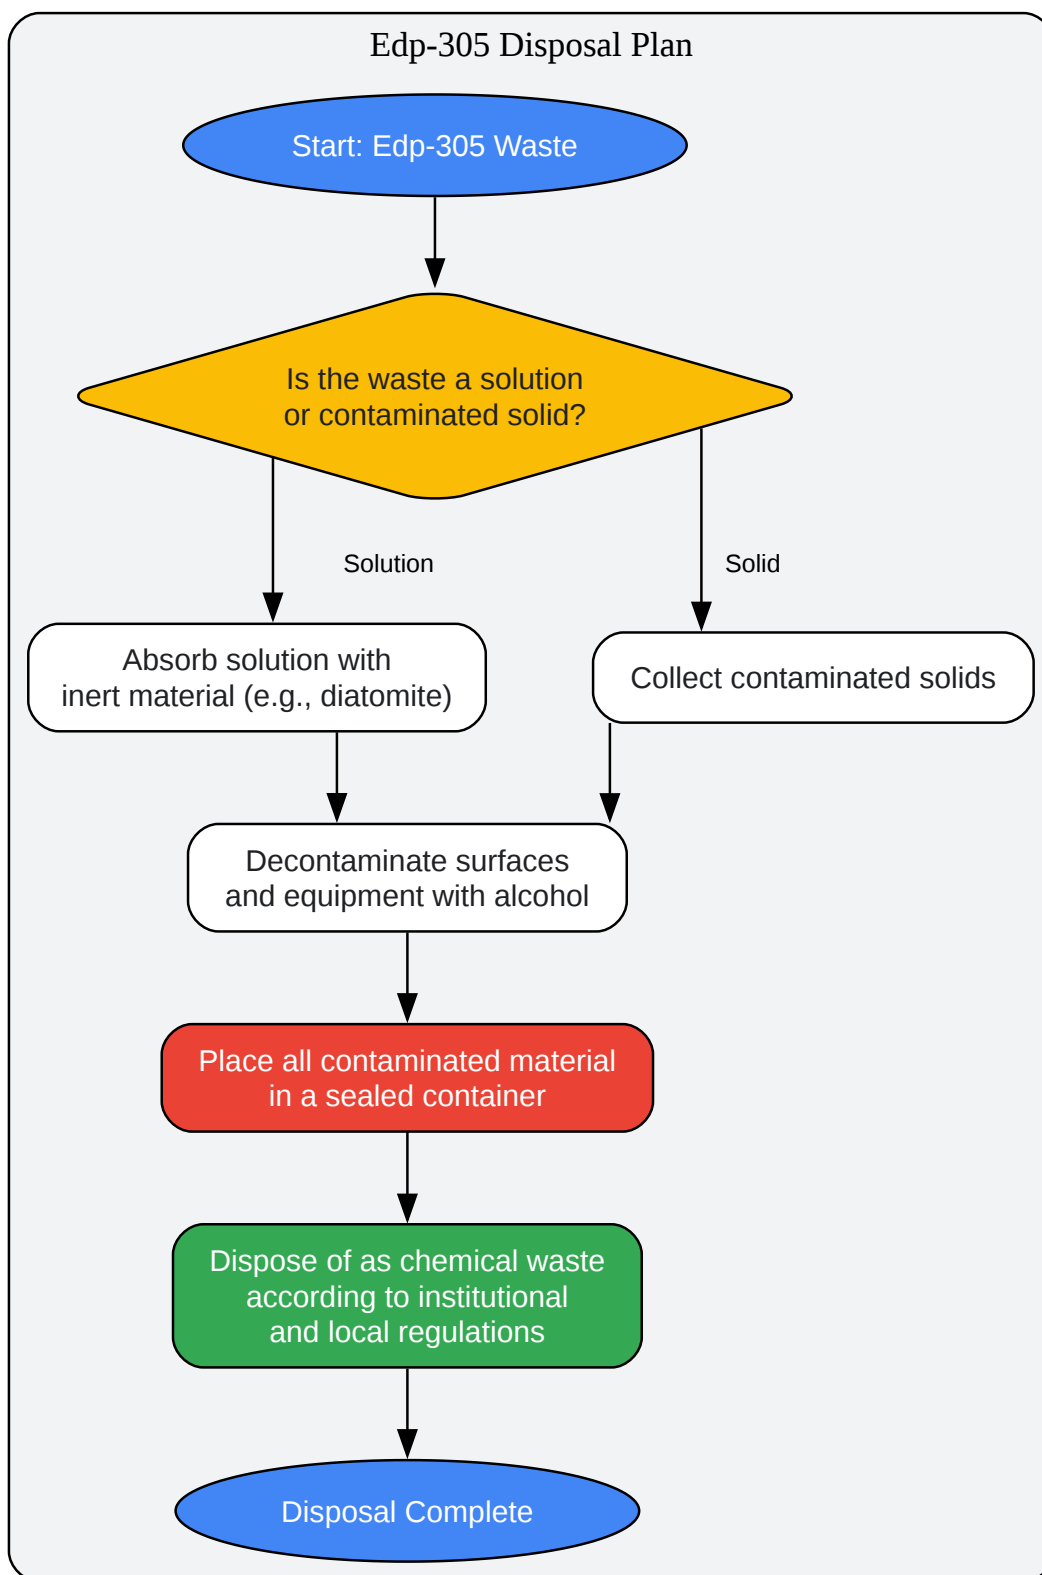 Edp-305 Disposal Plan
Start: Edp-305 Waste
Is the waste a solution
or contaminated solid?
Solution
Solid
Absorb solution with
inert material (e.g., diatomite)
Collect contaminated solids
Decontaminate surfaces
and equipment with alcohol
Place all contaminated material
in a sealed container
Dispose of as chemical waste
according to institutional
and local regulations
Disposal Complete